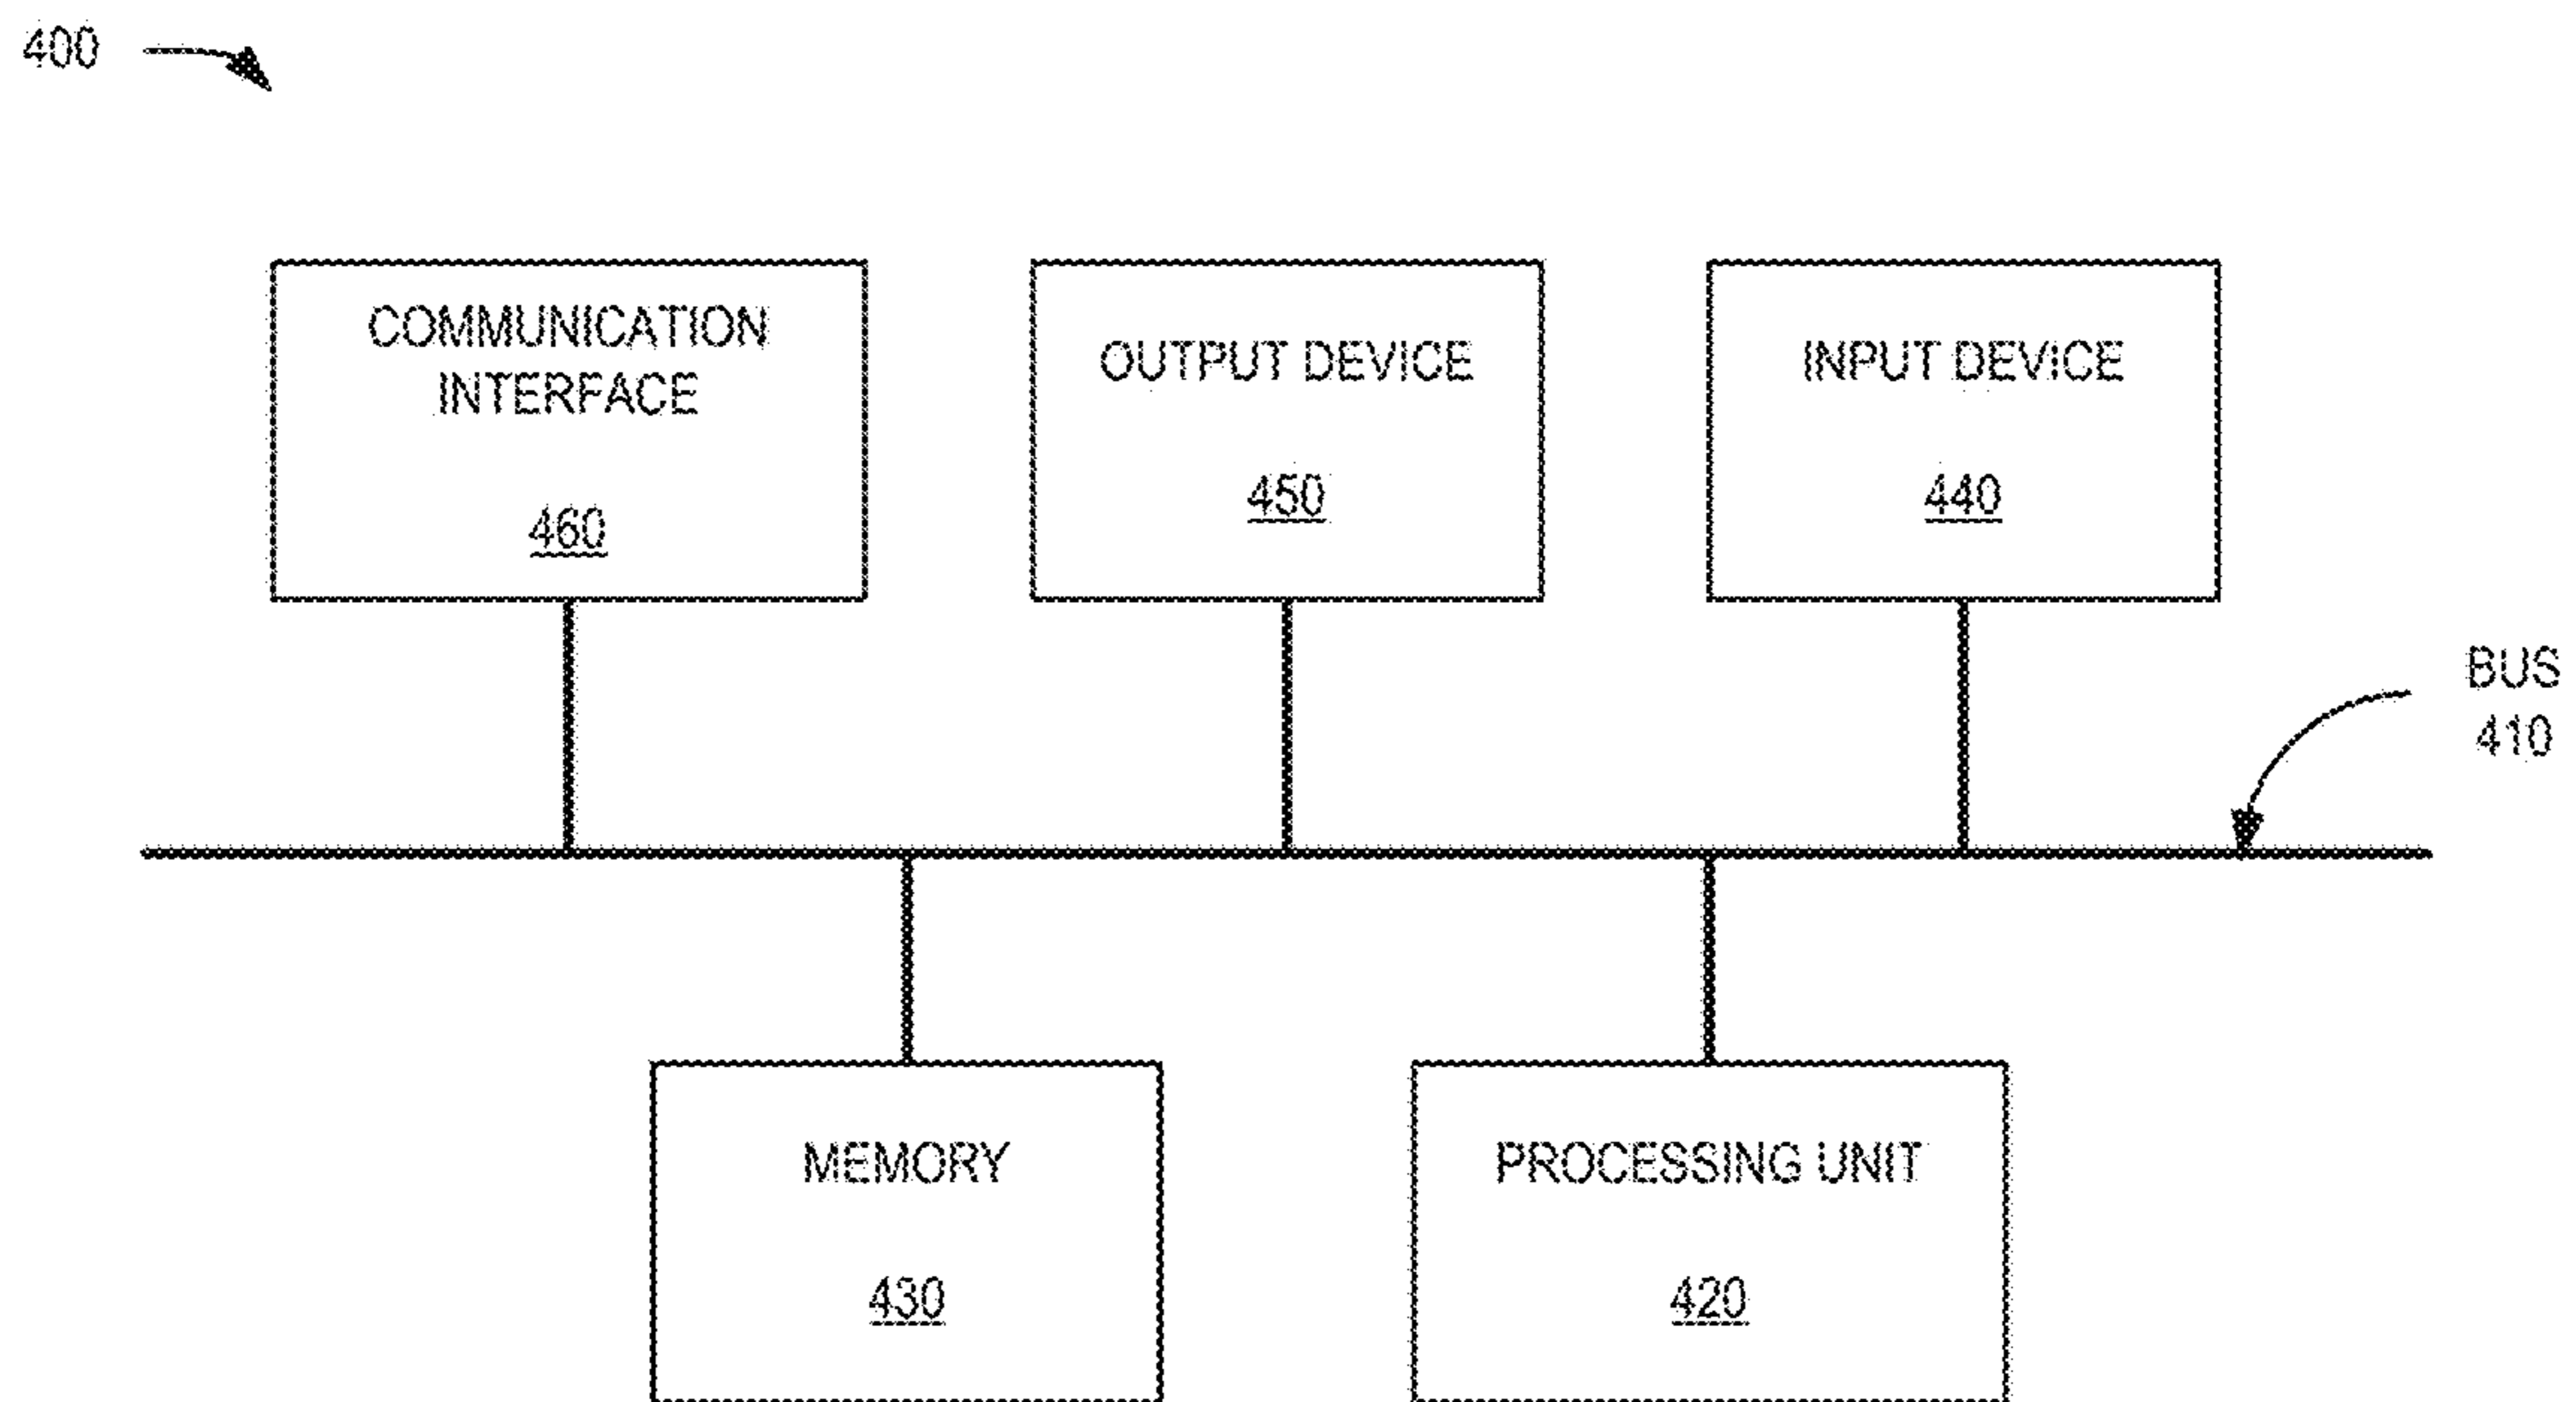 400
COMMUNICATION
INTERFACE
460
OUTPUT DEVICE
450
INPUT DEVICE
440
BUS
410
MEMORY
430
PROCESSING UNIT
420